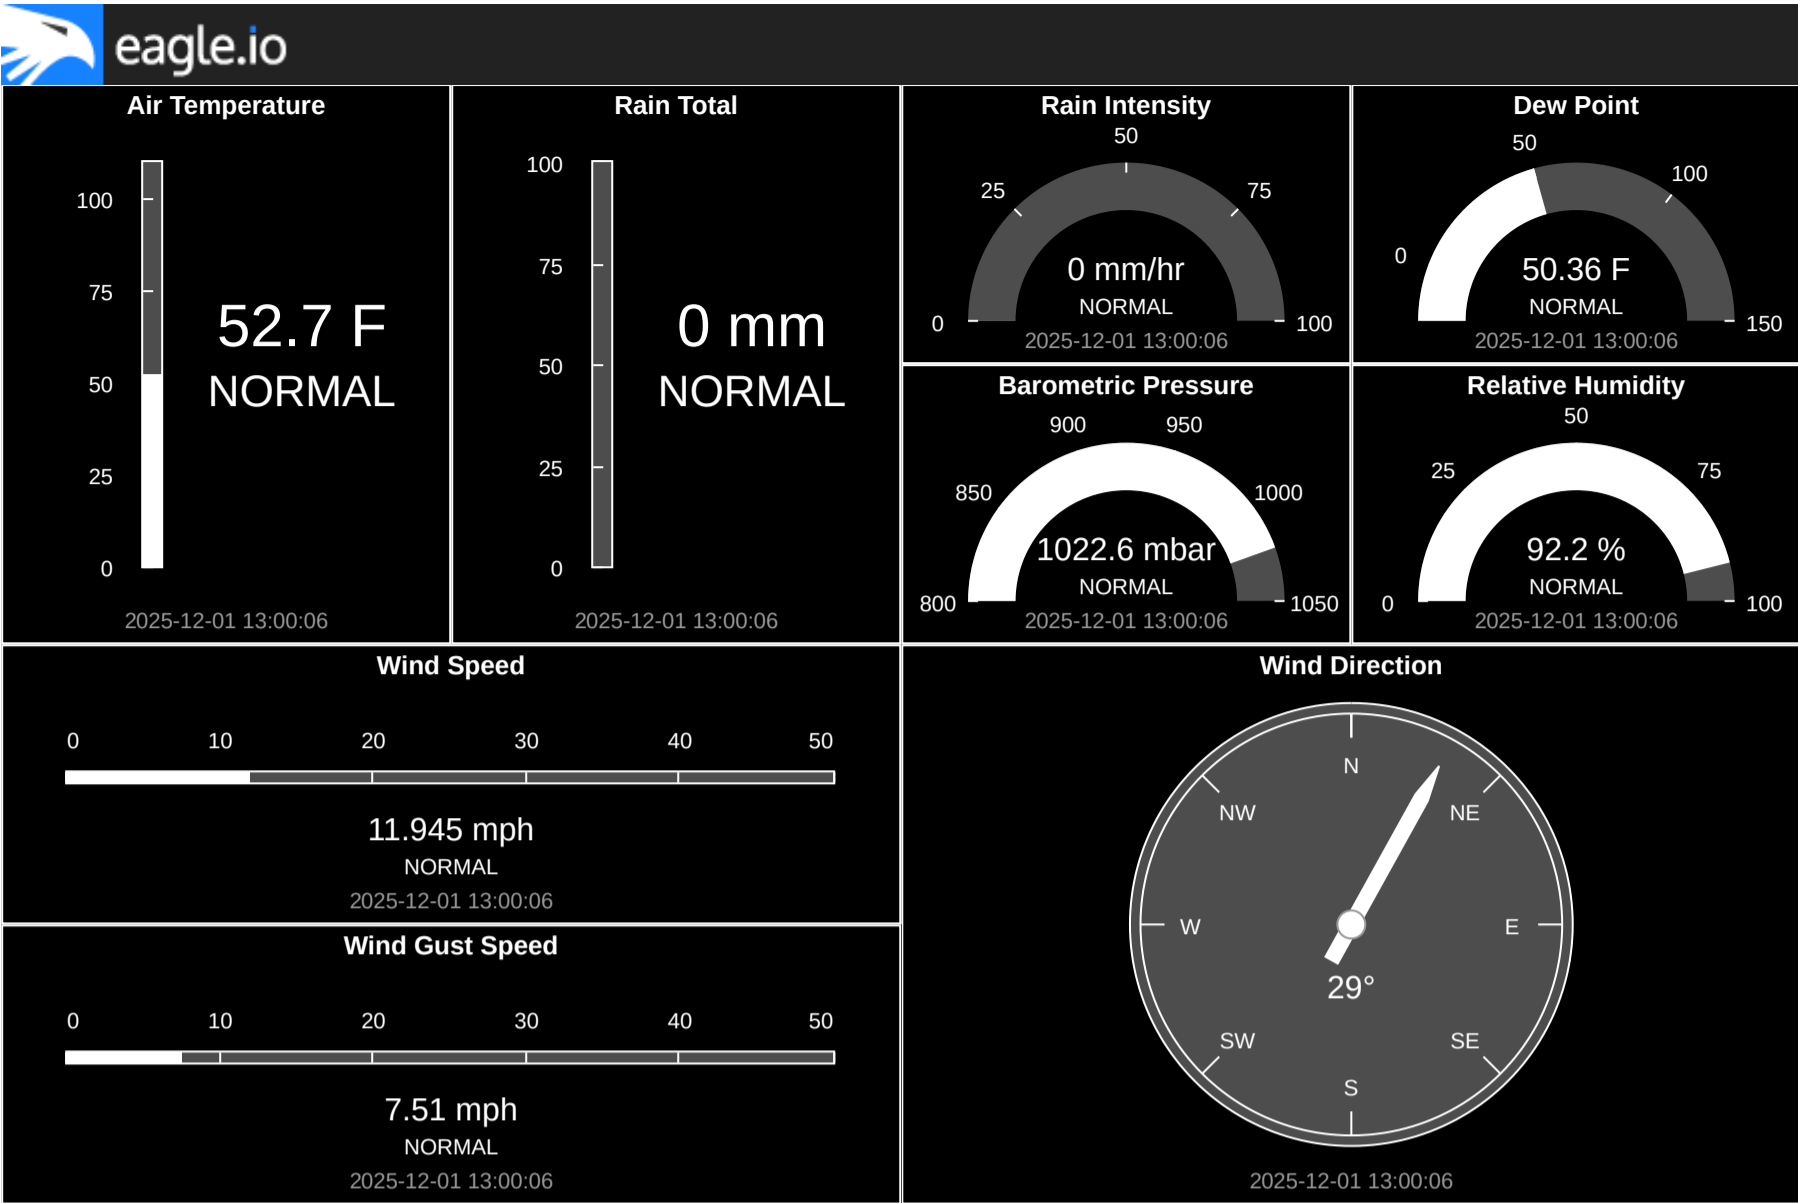 eagle.io
Air Temperature
100
75
50
25
0
52.7 F
NORMAL
2025-12-01 13:00:06
Rain Total
100
75
50
25
0
0 mm
NORMAL
2025-12-01 13:00:06
Rain Intensity
0
25
50
75
100
0 mm/hr
NORMAL
2025-12-01 13:00:06
Dew Point
0
50
100
150
50.36 F
NORMAL
2025-12-01 13:00:06
Barometric Pressure
800
850
900
950
1000
1050
1022.6 mbar
NORMAL
2025-12-01 13:00:06
Relative Humidity
0
25
50
75
100
92.2 %
NORMAL
2025-12-01 13:00:06
Wind Speed
0 10 20 30 40 50
11.945 mph
NORMAL
2025-12-01 13:00:06
Wind Gust Speed
0 10 20 30 40 50
7.51 mph
NORMAL
2025-12-01 13:00:06
Wind Direction
N
NW NE
W E
29°
SW SE
S
2025-12-01 13:00:06